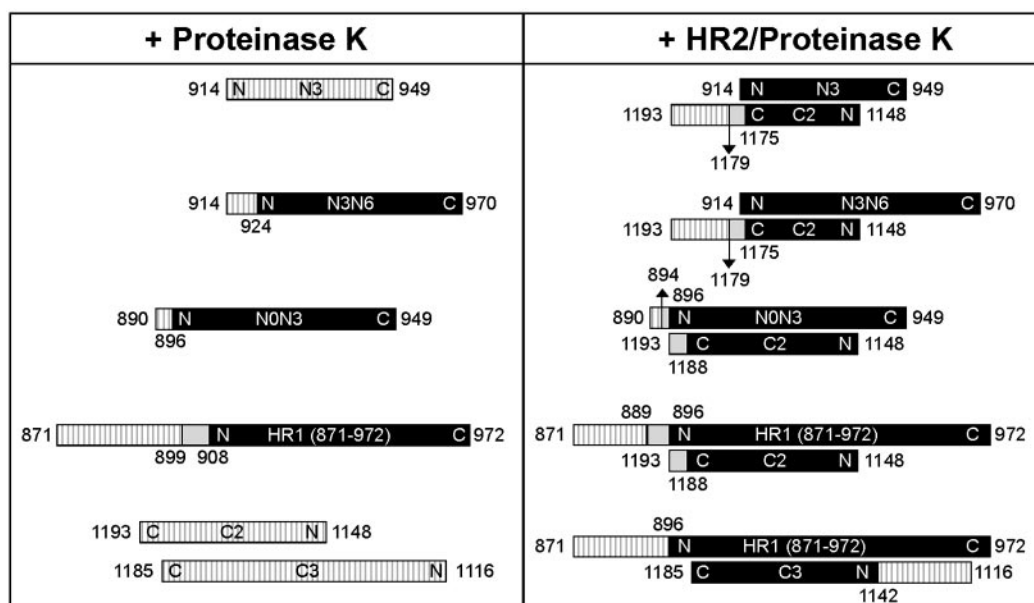 + Proteinase K
914 N N3 C 949
914 N N3N6 C 970
924
890 N N0N3 C 949
896
871 N HR1 (871-972) C 972
899 908
1193 C C2 N 1148
1185 C C3 N 1116
+ HR2/Proteinase K
914 N N3 C 949
1193 C C2 N 1148
1175
1179
914 N N3N6 C 970
1193 C C2 N 1148
1175
1179
894
896
890 N N0N3 C 949
1193 C C2 N 1148
1188
889 896
871 N HR1 (871-972) C 972
1193 C C2 N 1148
1188
896
871 N HR1 (871-972) C 972
1185 C C3 N 1116
1142